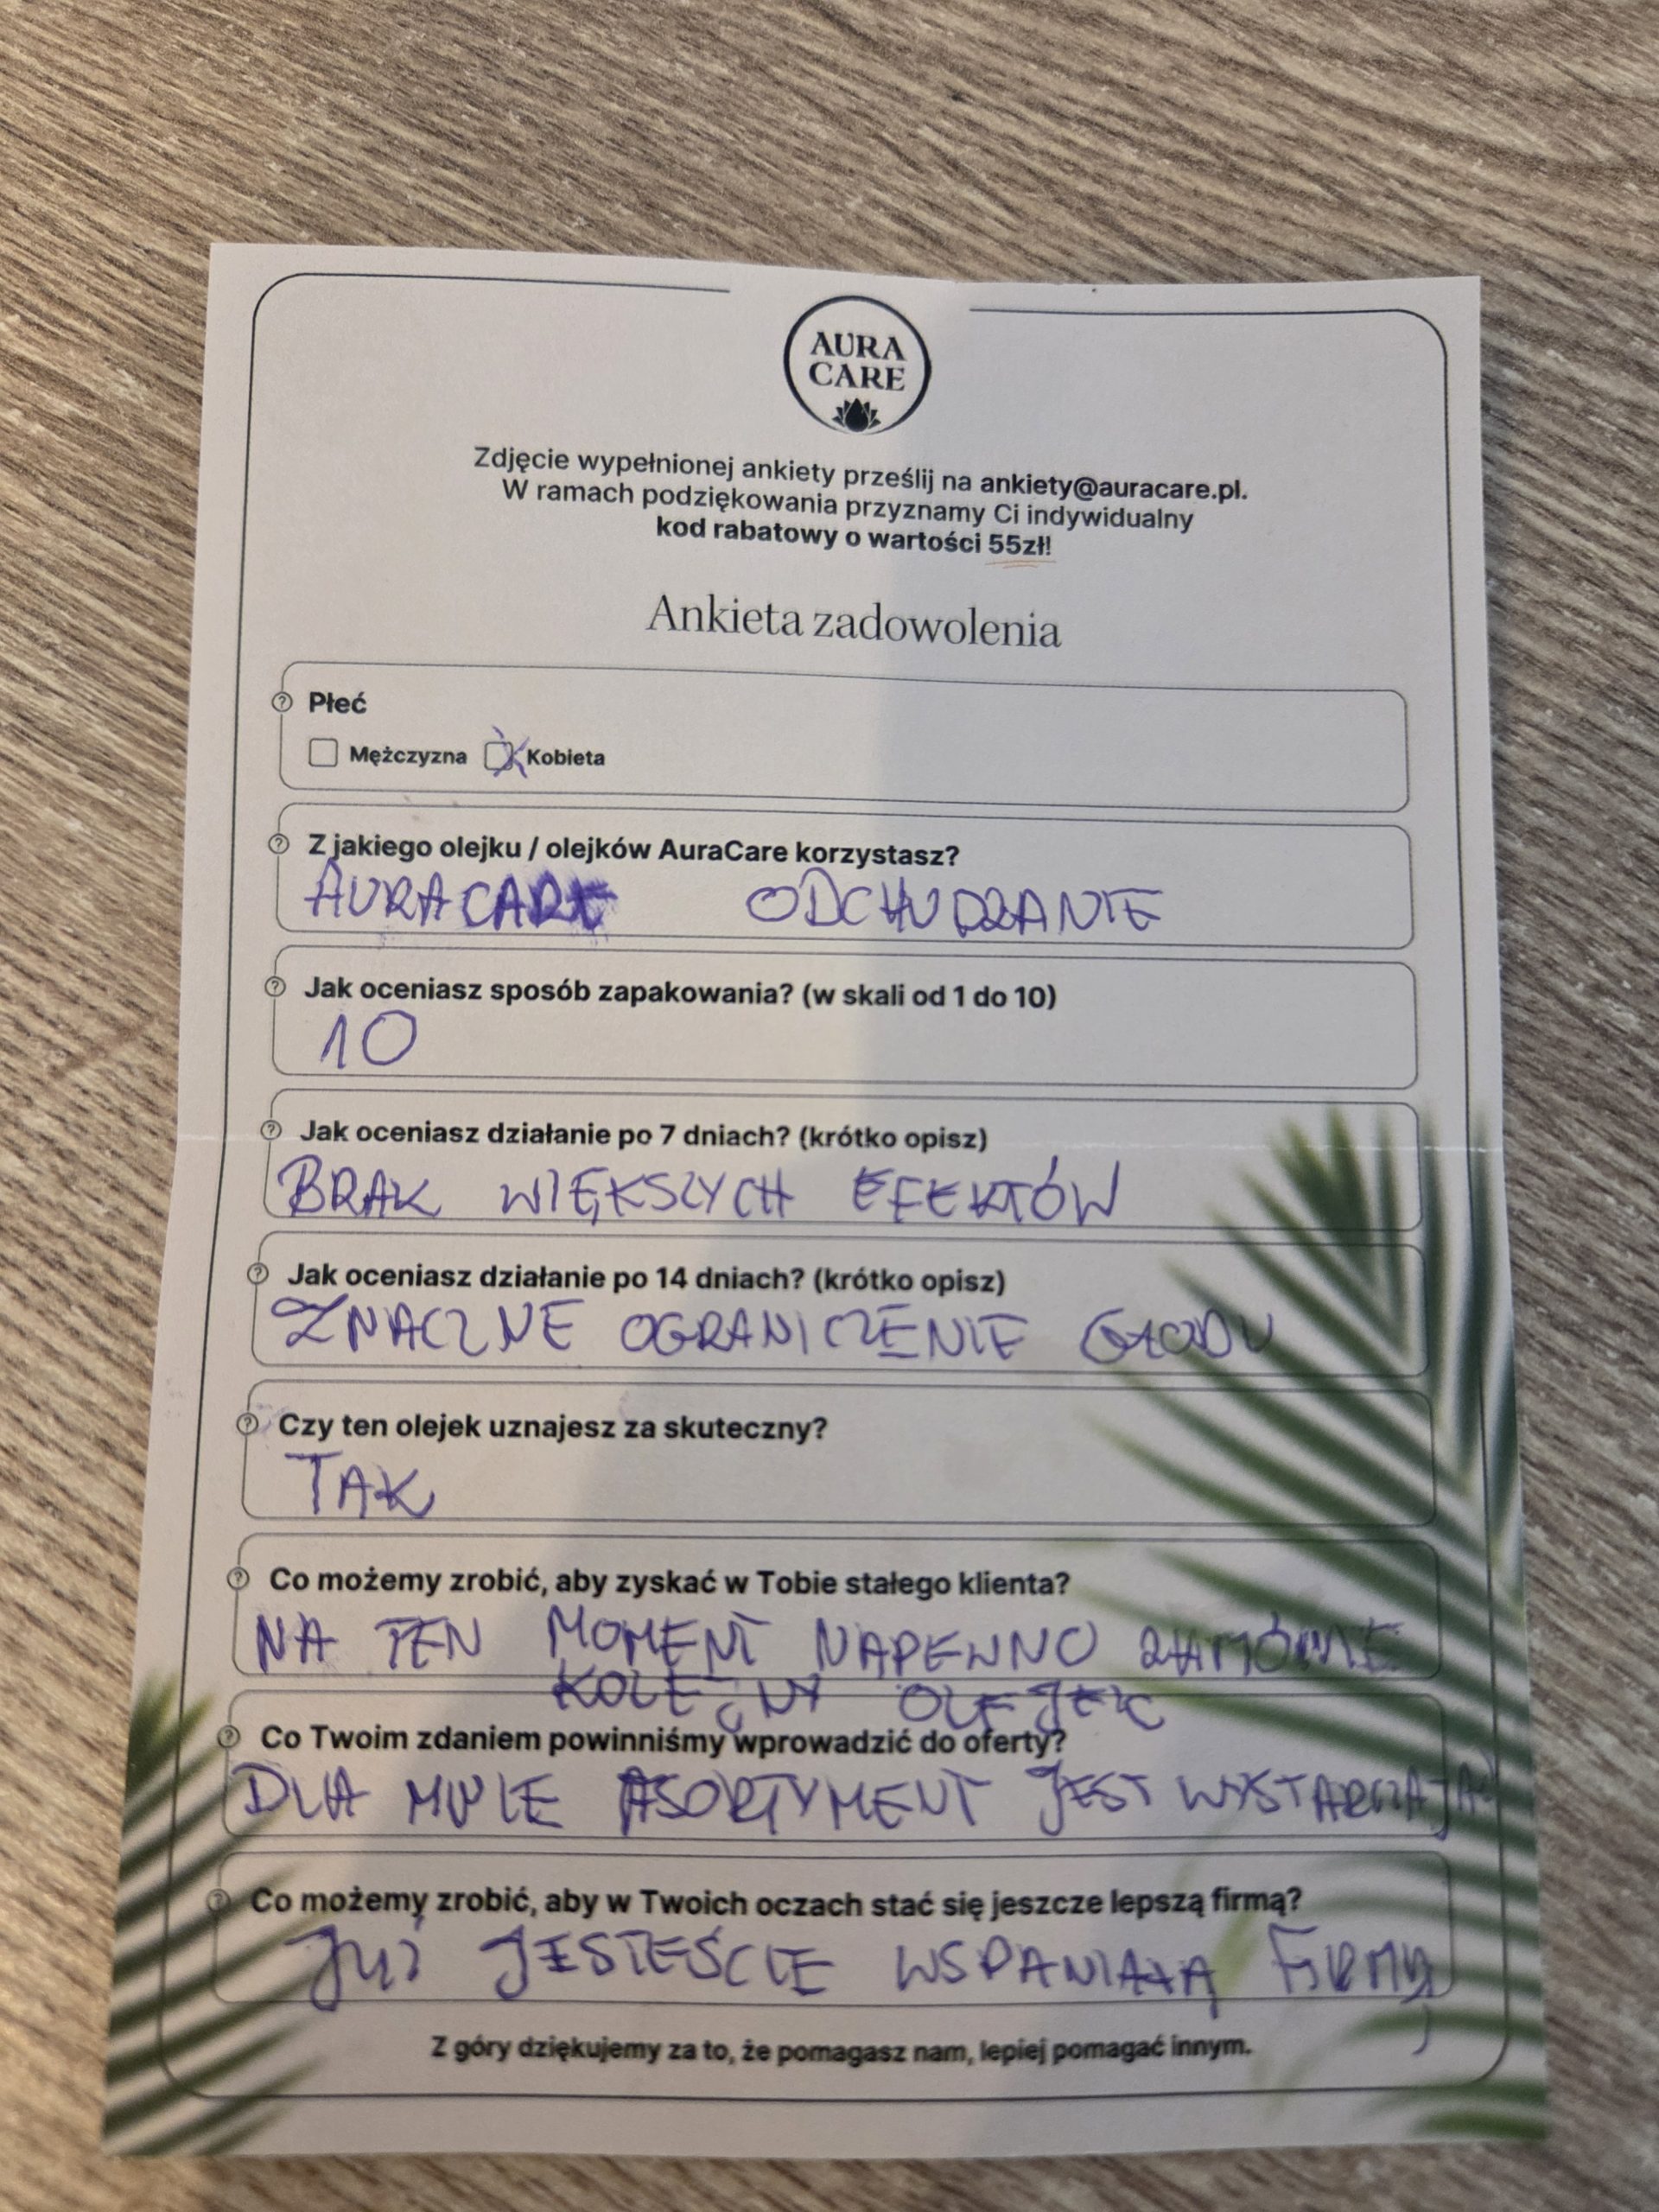 AURA
CARE
Zdjęcie wypełnionej ankiety prześlij na ankiety@auracare.pl.
W ramach podziękowania przyznamy Ci indywidualny
kod rabatowy o wartości 55zł!
Ankieta zadowolenia
Płeć
Mężczyzna Kobieta
Z jakiego olejku / olejków AuraCare korzystasz?
AURACARE ODCHUDZANIE
Jak oceniasz sposób zapakowania? (w skali od 1 do 10)
10
Jak oceniasz działanie po 7 dniach? (krótko opisz)
BRAK WIĘKSZYCH EFEKTÓW
Jak oceniasz działanie po 14 dniach? (krótko opisz)
ZNACZNE OGRANICZENIE GŁODU
Czy ten olejek uznajesz za skuteczny?
TAK
Co możemy zrobić, aby zyskać w Tobie stałego klienta?
NA TEN MOMENT NAPEWNO ZAMÓWIE
KOLEJNY OLEJEK
Co Twoim zdaniem powinniśmy wprowadzić do oferty?
DLA MNIE ASORTYMENT JEST
Co możemy zrobić, aby w Twoich oczach stać się jeszcze lepszą firmą?
JUŻ JESTEŚCIE WSPANIAŁĄ FIRMĄ
Z góry dziękujemy za to, że pomagasz nam, lepiej pomagać innym.